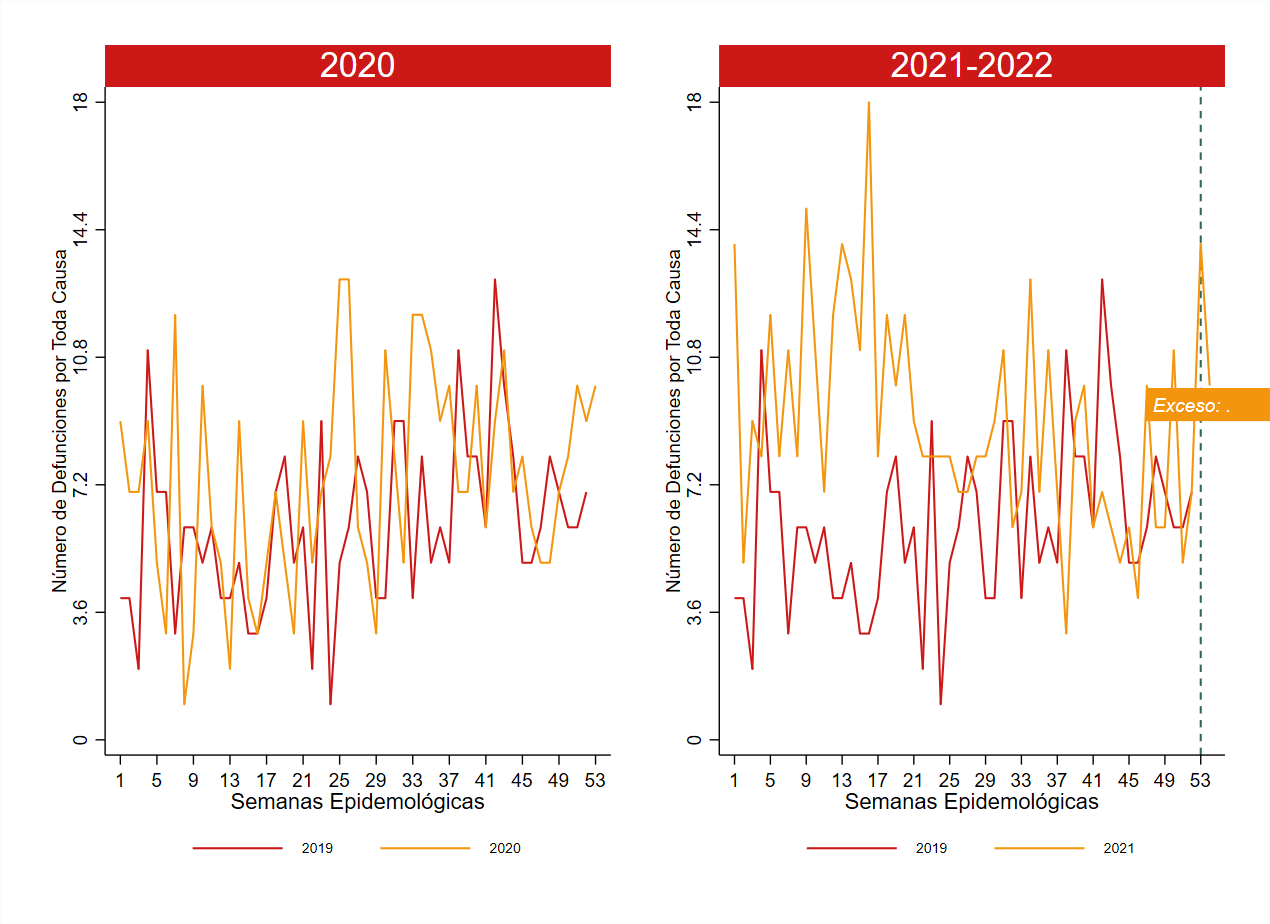 2020
Número de Defunciones por Toda Causa
18
14.4
10.8
7.2
3.6
0
1 5 9 13 17 21 25 29 33 37 41 45 49 53
Semanas Epidemológicas
2019 2020
2021-2022
Número de Defunciones por Toda Causa
18
14.4
10.8
7.2
3.6
0
Exceso: .
1 5 9 13 17 21 25 29 33 37 41 45 49 53
Semanas Epidemológicas
2019 2021